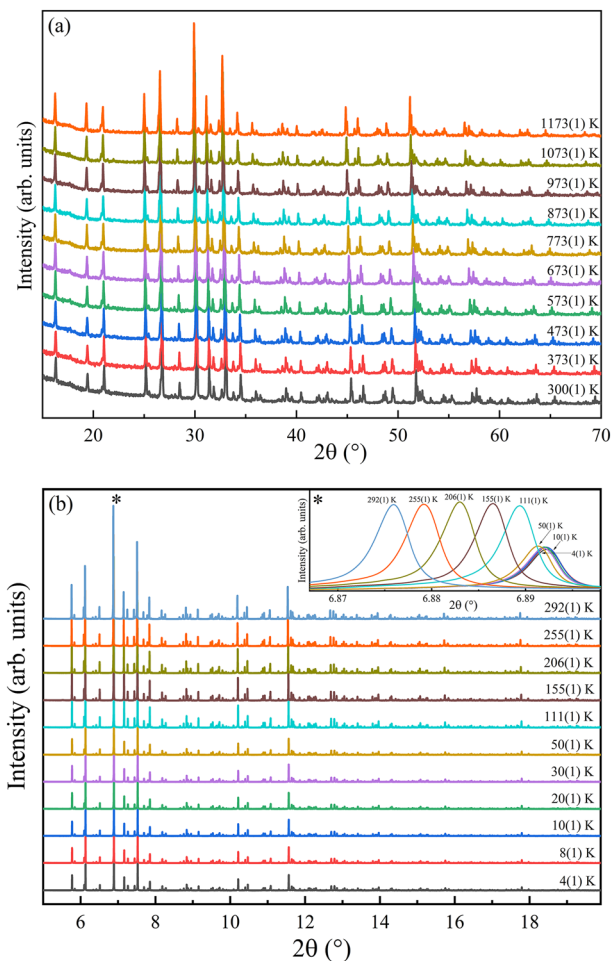 (a)
Intensity (arb. units)
1173(1) K
1073(1) K
973(1) K
873(1) K
773(1) K
673(1) K
573(1) K
473(1) K
373(1) K
300(1) K
20 30 40 50 60 70
2θ (°)
(b)
*
*
292(1) K 255(1) K 206(1) K 155(1) K 111(1) K
50(1) K
10(1) K
4(1) K
Intensity (arb. units)
6.87 6.88 6.89
2θ (°)
Intensity (arb. units)
292(1) K
255(1) K
206(1) K
155(1) K
111(1) K
50(1) K
30(1) K
20(1) K
10(1) K
8(1) K
4(1) K
6 8 10 12 14 16 18
2θ (°)